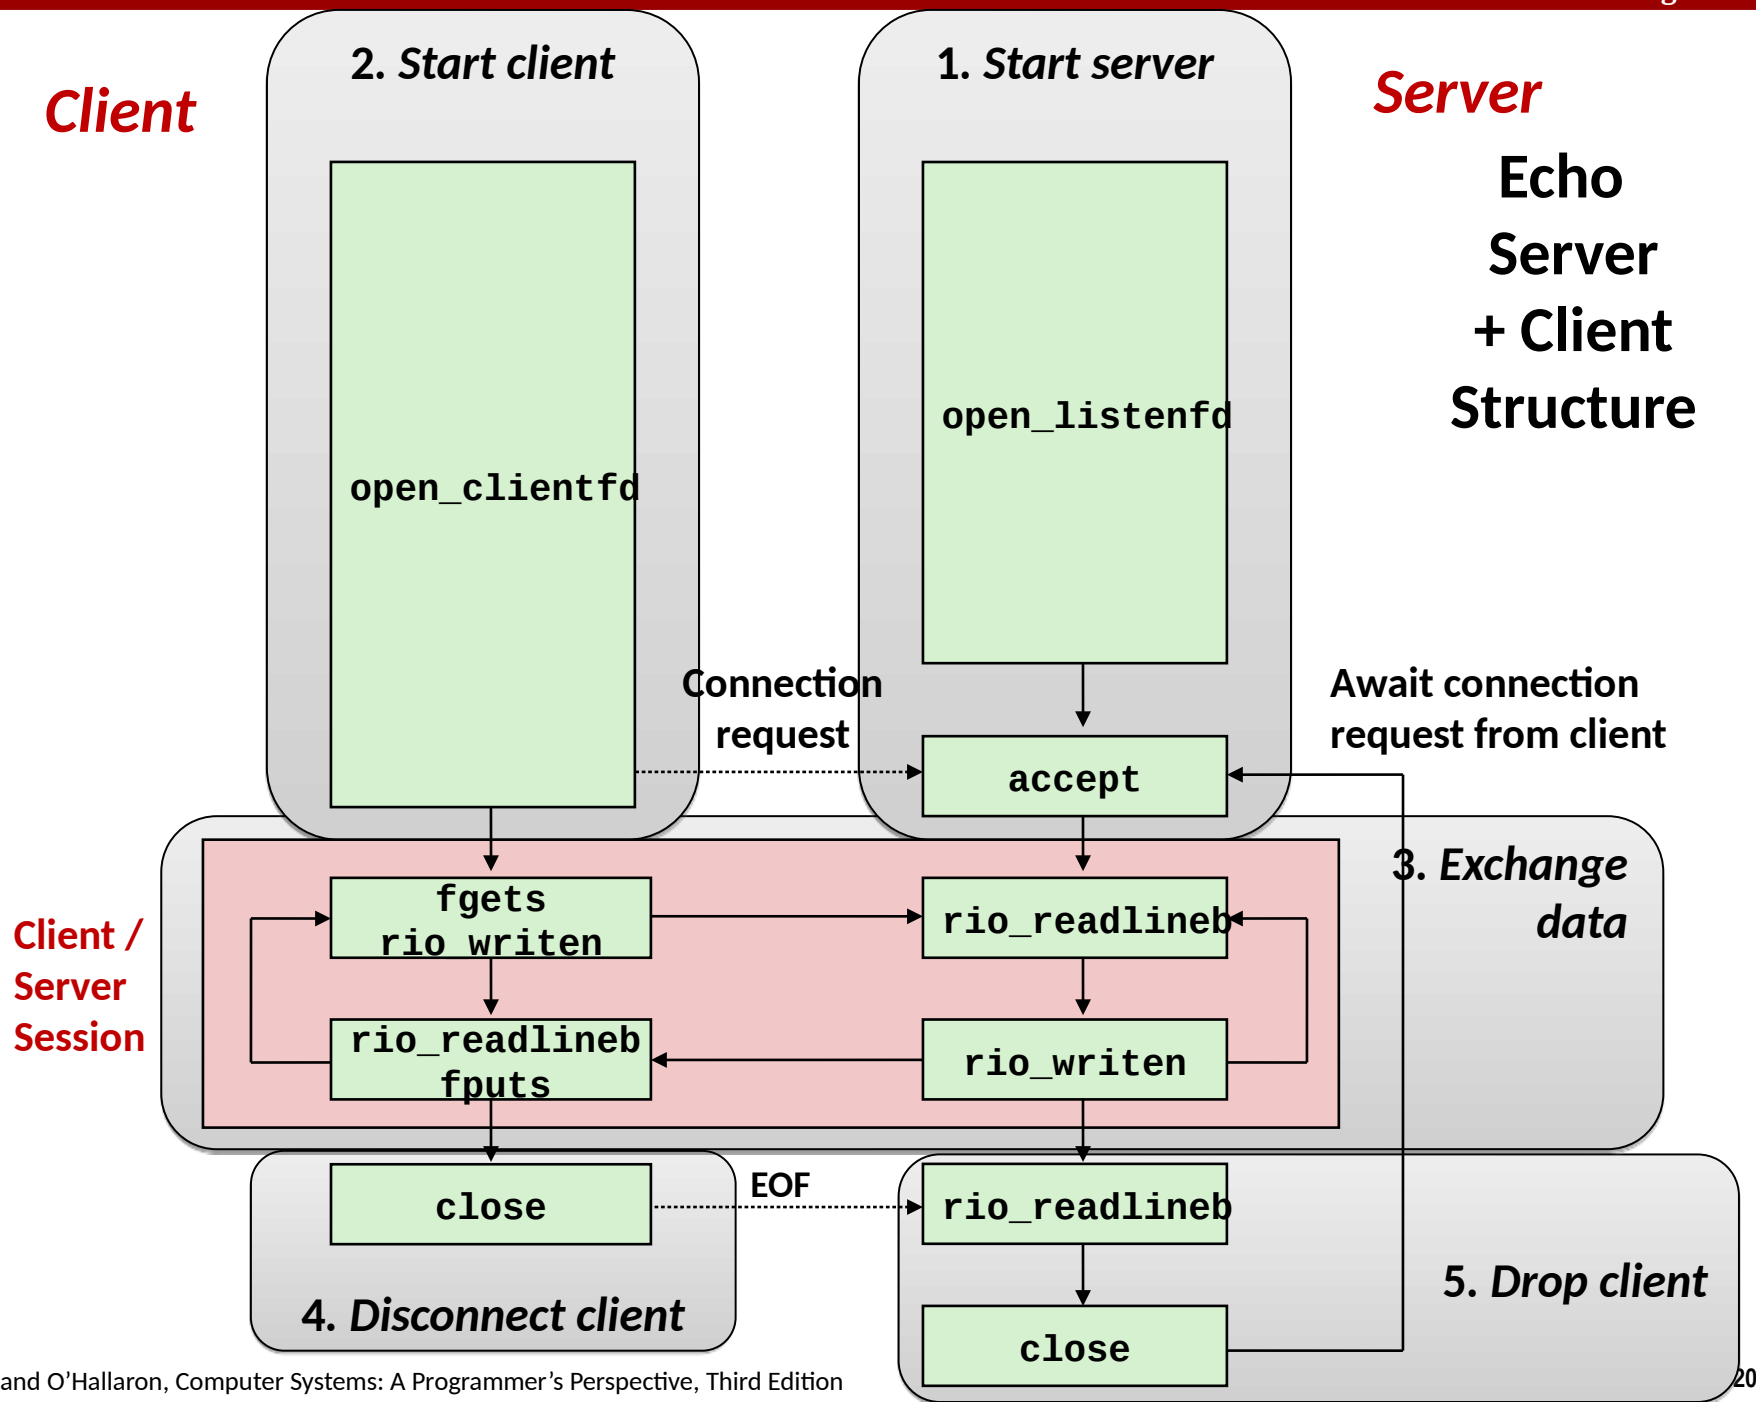 2. Start client
1. Start server
Client
Server
Echo
Server
+ Client
Structure
open_listenfd
open_clientfd
Connection
request
Await connection
request from client
accept
3. Exchange
data
fgets
rio_writen
rio_readlineb
Client /
Server
Session
rio_readlineb
fputs
rio_writen
close
EOF
rio_readlineb
4. Disconnect client
5. Drop client
close
and O’Hallaron, Computer Systems: A Programmer’s Perspective, Third Edition
20